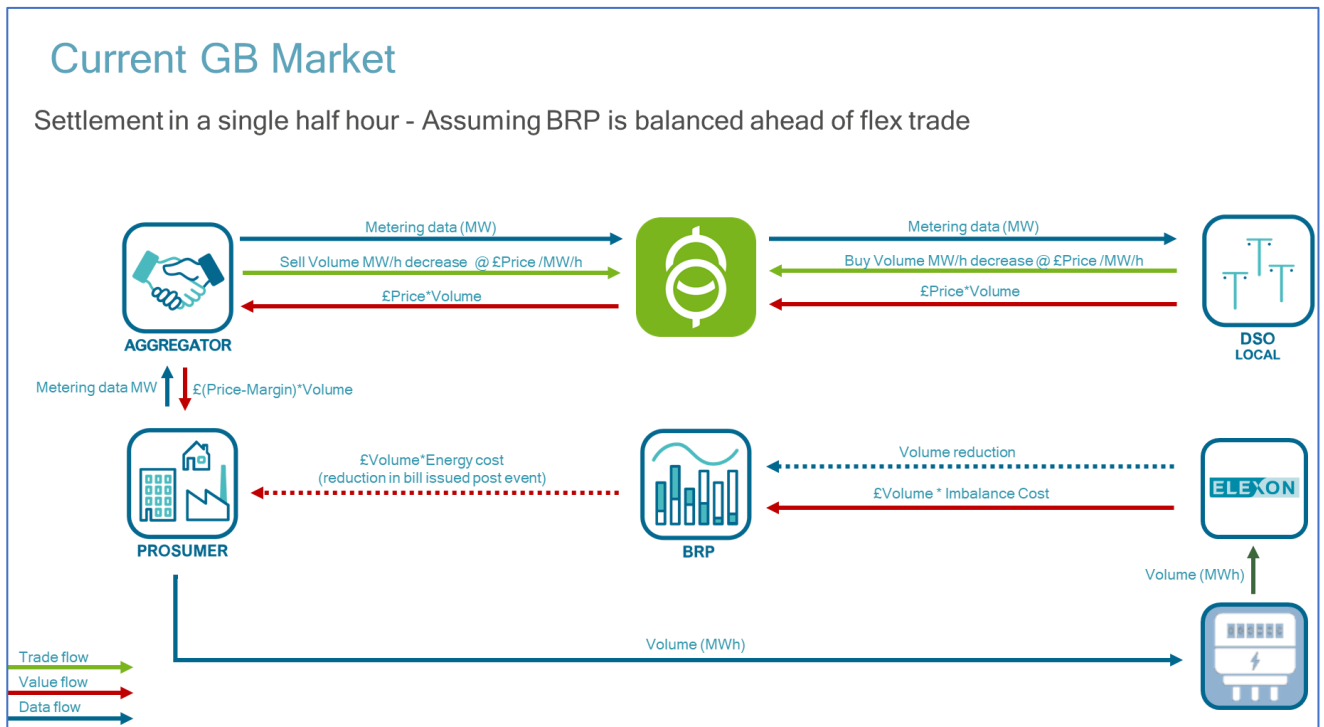 Current GB Market
Settlement in a single half hour - Assuming BRP is balanced ahead of flex trade
Metering data (MW)
Metering data (MW)
Sell Volume MW/h decrease @ £Price /MW/h
Buy Volume MW/h decrease @ £Price /MW/h
£Price*Volume
£Price*Volume
AGGREGATOR
DSO
LOCAL
Metering data MW
£(Price-Margin)*Volume
£Volume*Energy cost
(reduction in bill issued post event)
Volume reduction
£Volume * Imbalance Cost
ELEXON
PROSUMER
BRP
Volume (MWh)
Volume (MWh)
Trade flow
Value flow
Data flow